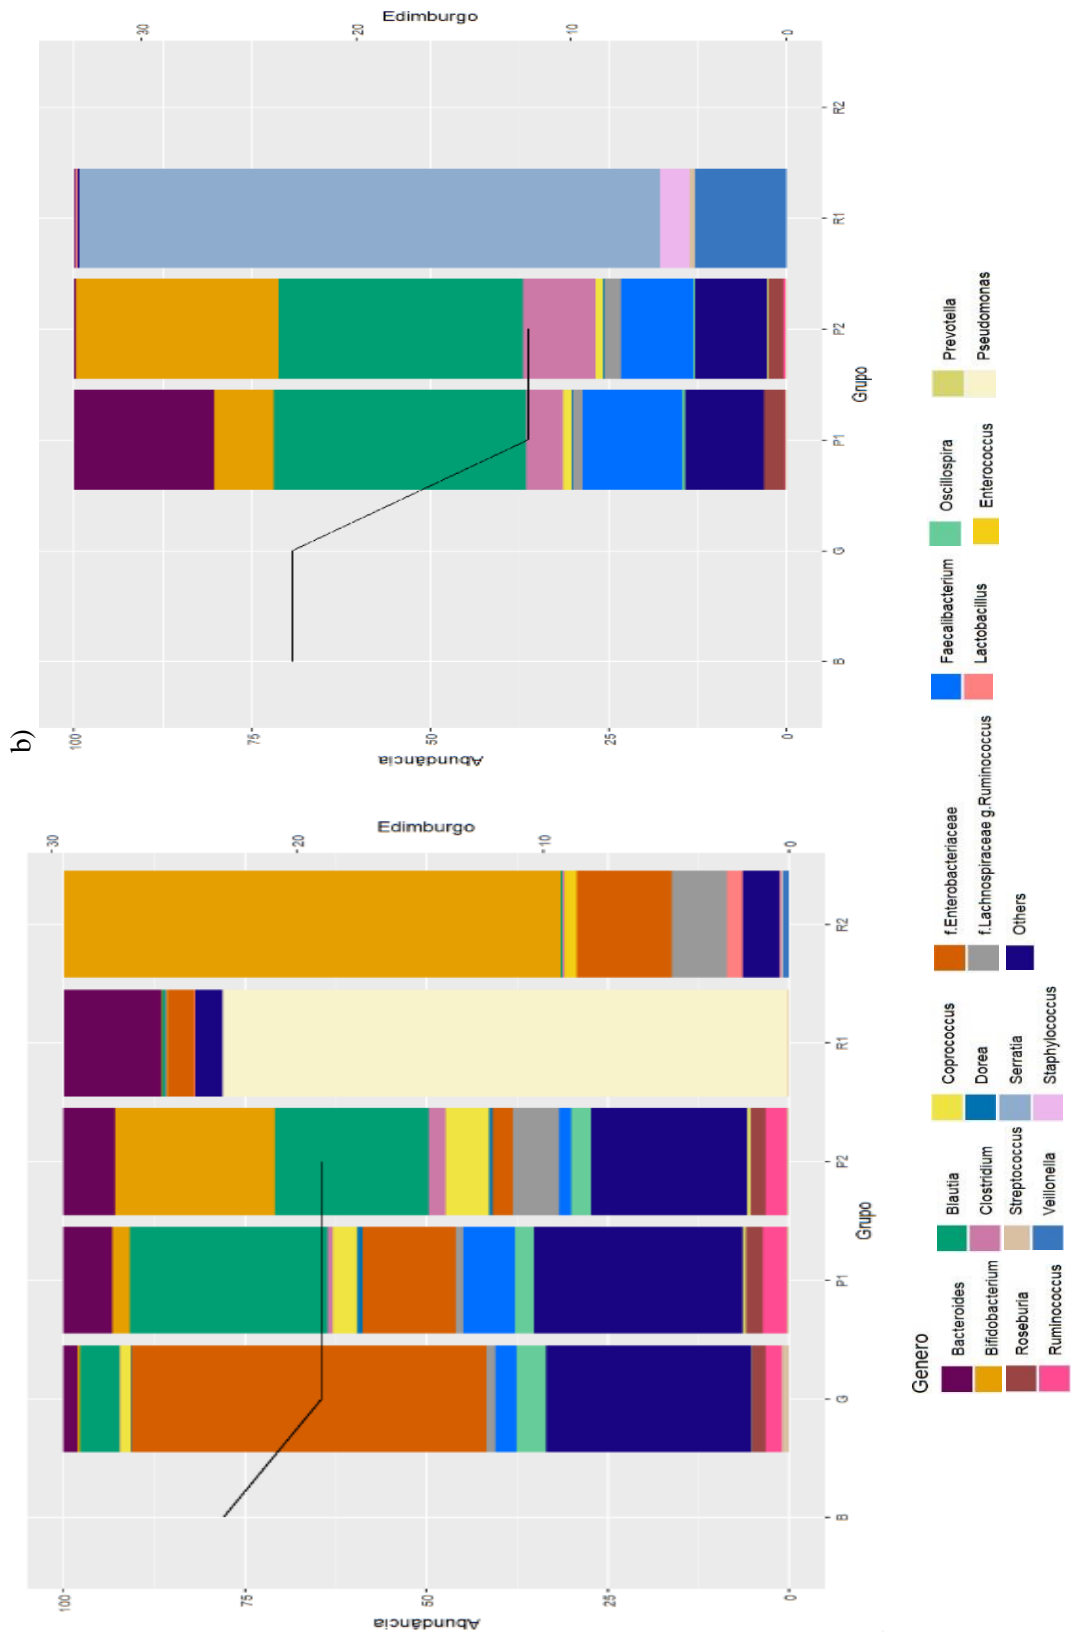 Abundância
100
75
50
25
0
B
G
P1
P2
R1
R2
Grupo
30
20
10
0
Edimburgo
b)
Abundância
100
75
50
25
0
B
G
P1
P2
R1
R2
Grupo
30
20
10
0
Edimburgo
Genero
Bacteroides Blautia Coprococcus f.Enterobacteriaceae Faecalibacterium Oscillospira Prevotella
Bifidobacterium Clostridium Dorea f.Lachnospiraceae g.Ruminococcus Lactobacillus Enterococcus Pseudomonas
Roseburia Streptococcus Serratia Others
Ruminococcus Veillonella Staphylococcus